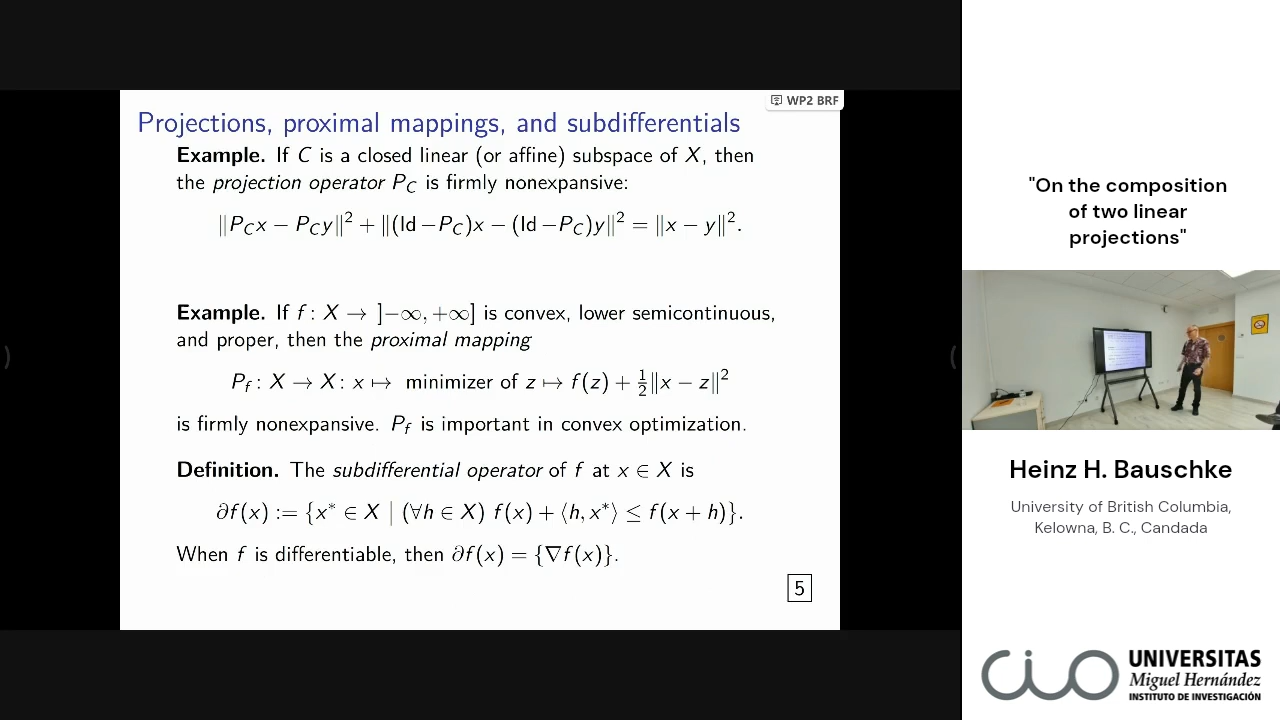 WP2 BRF
Projections, proximal mappings, and subdifferentials
Example. If C is a closed linear (or affine) subspace of X, then
the projection operator P_C is firmly nonexpansive:
‖P_C x − P_C y‖² + ‖(Id −P_C)x − (Id −P_C)y‖² = ‖x − y‖².
Example. If f : X → ]−∞, +∞] is convex, lower semicontinuous,
and proper, then the proximal mapping
P_f : X → X : x ↦ minimizer of z ↦ f(z) + ½‖x − z‖²
is firmly nonexpansive. P_f is important in convex optimization.
Definition. The subdifferential operator of f at x ∈ X is
∂f(x) := {x* ∈ X | (∀h ∈ X) f(x) + ⟨h, x*⟩ ≤ f(x + h)}.
When f is differentiable, then ∂f(x) = {∇f(x)}.
5
"On the composition
of two linear
projections"
Heinz H. Bauschke
University of British Columbia,
Kelowna, B. C., Candada
CIO
UNIVERSITAS
Miguel Hernández
INSTITUTO DE INVESTIGACIÓN